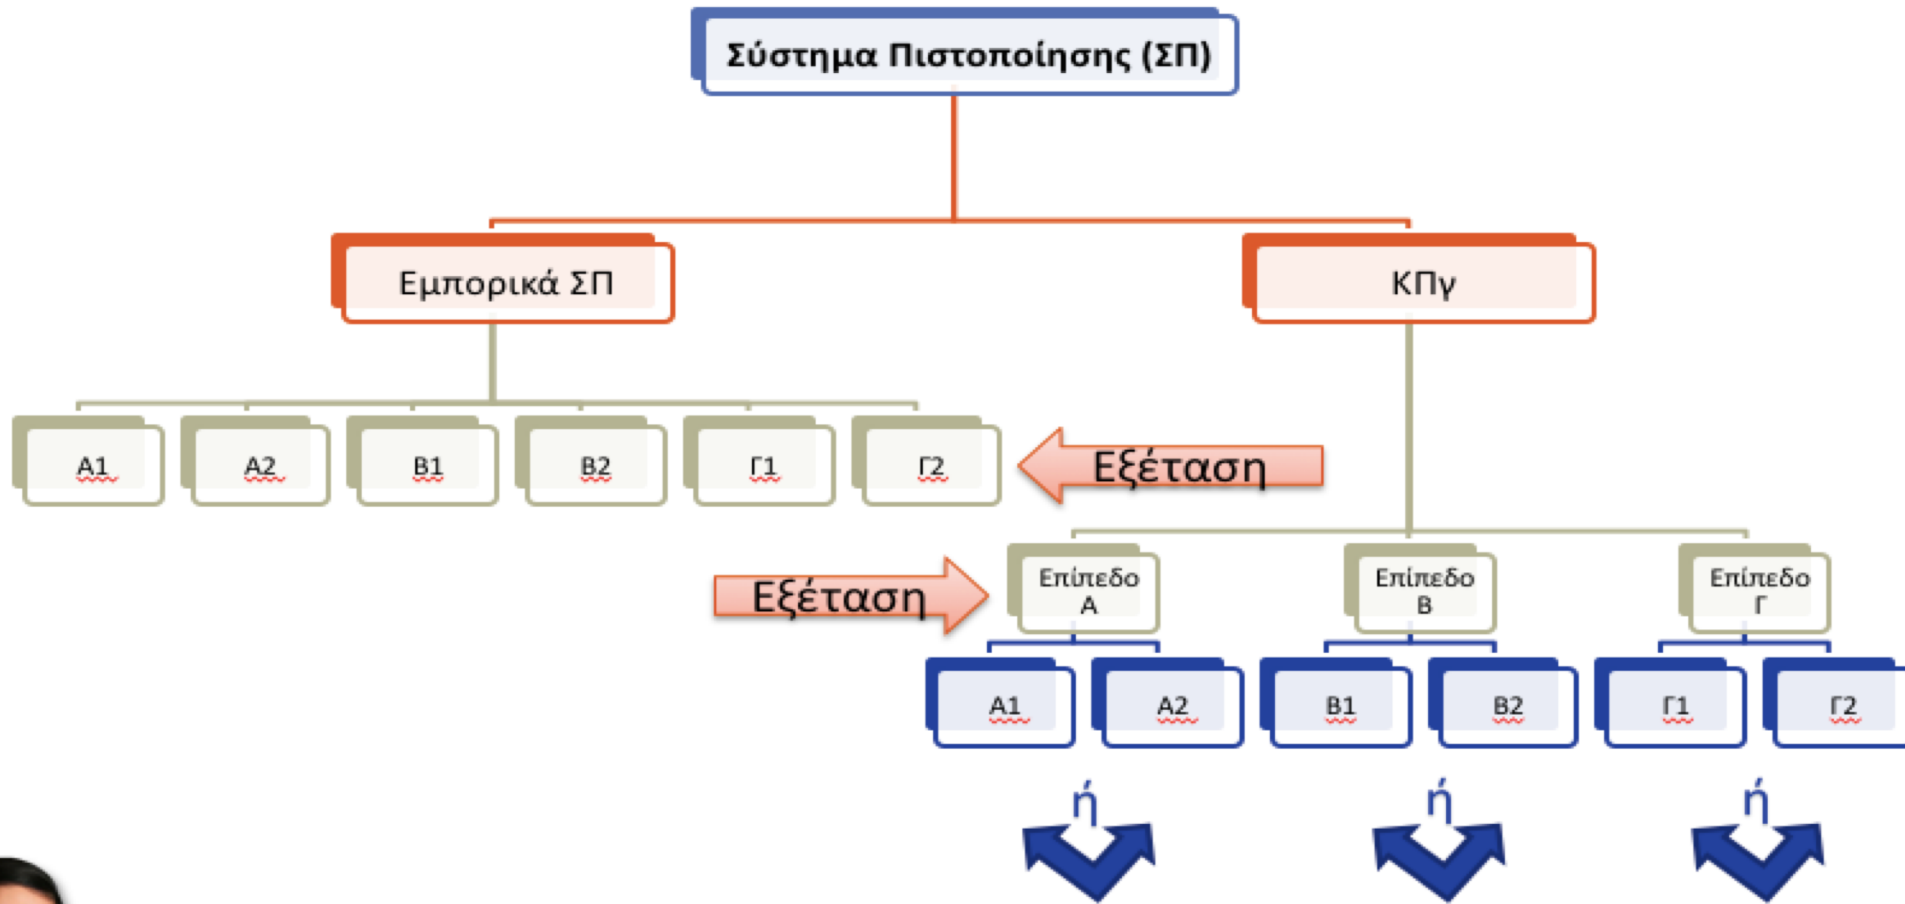 Σύστημα Πιστοποίησης (ΣΠ)
Εμπορικά ΣΠ
ΚΠγ
Α1
Α2
Β1
Β2
Γ1
Γ2
Εξέταση
Εξέταση
Επίπεδο
Α
Επίπεδο
Β
Επίπεδο
Γ
Α1
Α2
Β1
Β2
Γ1
Γ2
ή
ή
ή